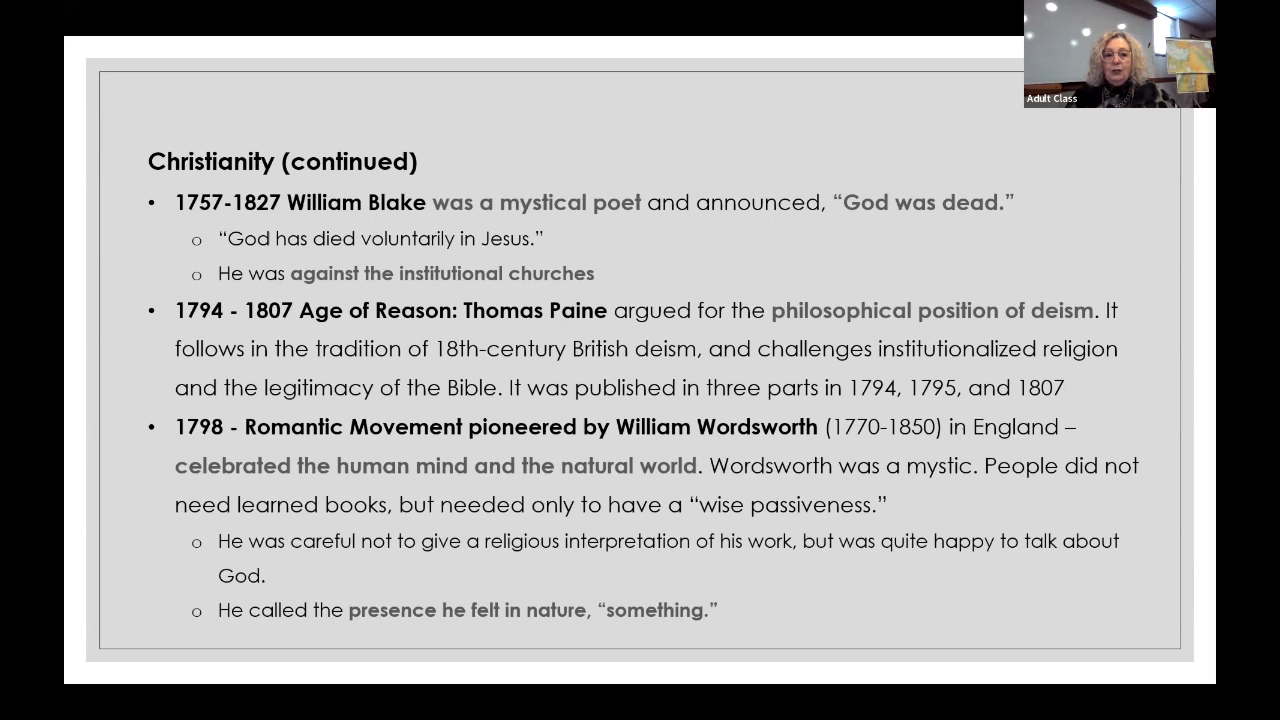 Adult Class
Christianity (continued)
• 1757-1827 William Blake was a mystical poet and announced, “God was dead.”
o “God has died voluntarily in Jesus.”
o He was against the institutional churches
• 1794 - 1807 Age of Reason: Thomas Paine argued for the philosophical position of deism. It
follows in the tradition of 18th-century British deism, and challenges institutionalized religion
and the legitimacy of the Bible. It was published in three parts in 1794, 1795, and 1807
• 1798 - Romantic Movement pioneered by William Wordsworth (1770-1850) in England –
celebrated the human mind and the natural world. Wordsworth was a mystic. People did not
need learned books, but needed only to have a “wise passiveness.”
o He was careful not to give a religious interpretation of his work, but was quite happy to talk about
God.
o He called the presence he felt in nature, “something.”